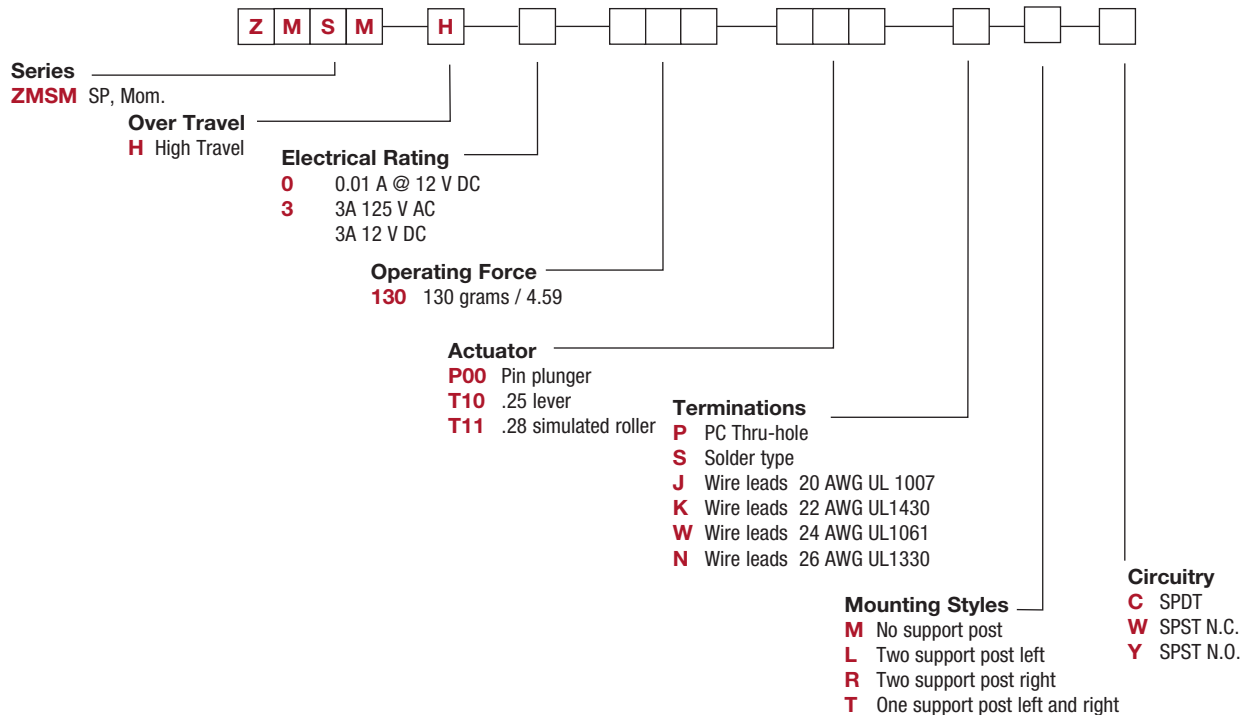 Z M S M H
Series
ZMSM SP, Mom.
Over Travel
H High Travel
Electrical Rating
0 0.01 A @ 12 V DC
3 3A 125 V AC
3A 12 V DC
Operating Force
130 130 grams / 4.59
Actuator
P00 Pin plunger
T10 .25 lever
T11 .28 simulated roller
Terminations
P PC Thru-hole
S Solder type
J Wire leads 20 AWG UL 1007
K Wire leads 22 AWG UL1430
W Wire leads 24 AWG UL1061
N Wire leads 26 AWG UL1330
Mounting Styles
M No support post
L Two support post left
R Two support post right
T One support post left and right
Circuitry
C SPDT
W SPST N.C.
Y SPST N.O.